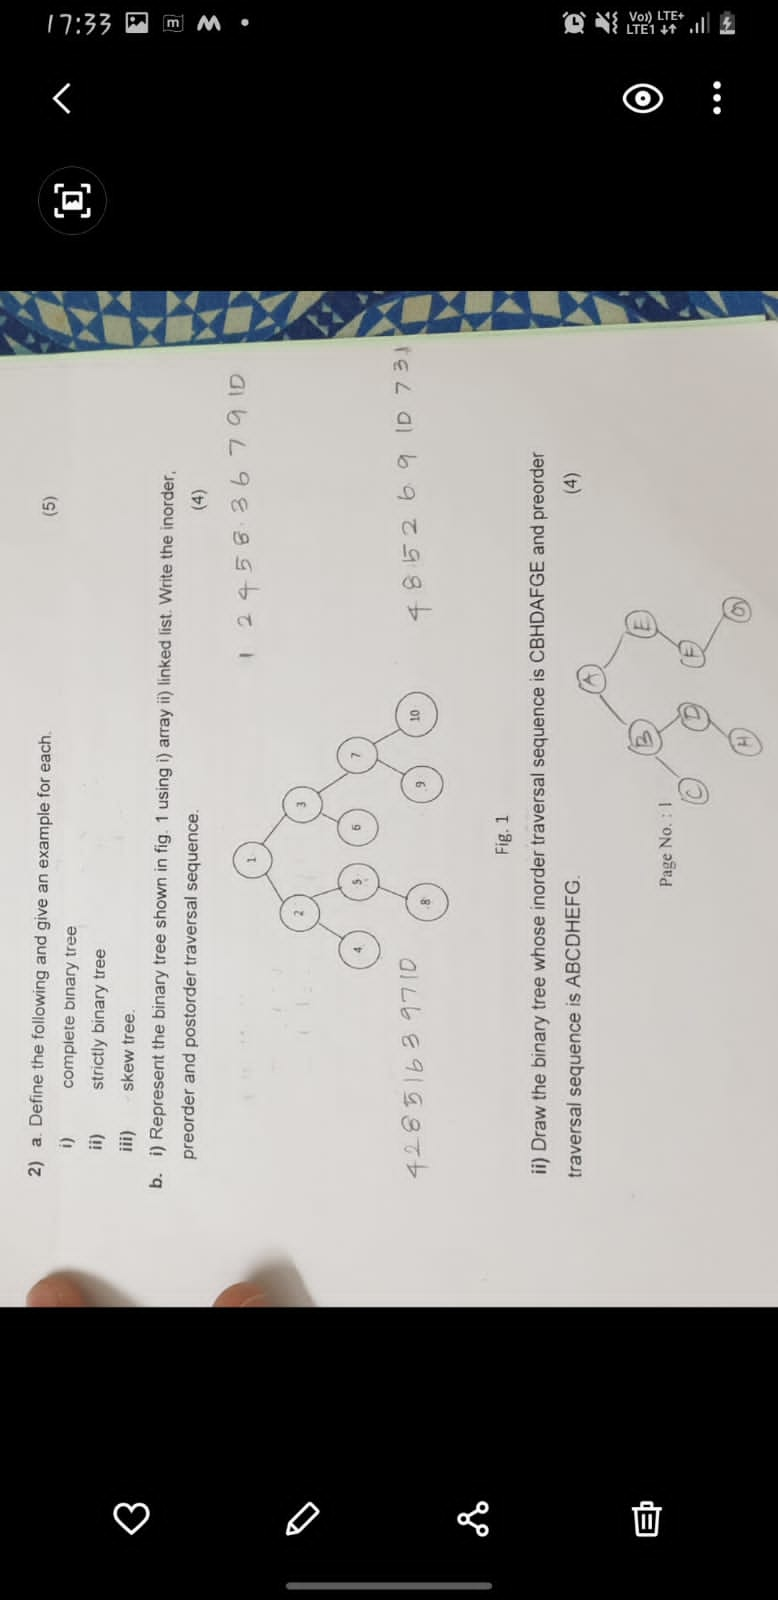 17:33
m
Vo)) LTE+
LTE1
2) a. Define the following and give an example for each. (5)
i) complete binary tree
ii) strictly binary tree
iii) skew tree.
b. i) Represent the binary tree shown in fig. 1 using i) array ii) linked list. Write the inorder,
preorder and postorder traversal sequence. (4)
1 2 4 5 8 3 6 7 9 10
1
2 3
4 5 6 7
8 9 10
4 2 8 5 1 6 3 9 7 10
4 8 5 2 6 9 10 7 3 1
Fig. 1
ii) Draw the binary tree whose inorder traversal sequence is CBHDAFGE and preorder
traversal sequence is ABCDHEFG. (4)
A
B E
Page No. : 1
C D F
H G